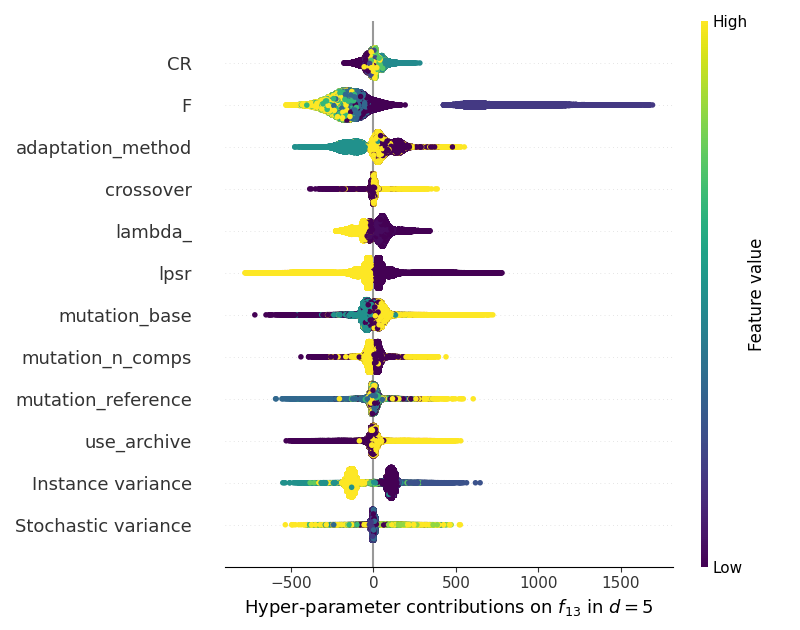 High
CR
F
adaptation_method
crossover
lambda_
lpsr
mutation_base
mutation_n_comps
mutation_reference
use_archive
Instance variance
Stochastic variance
Feature value
Low
−500 0 500 1000 1500
Hyper-parameter contributions on $f_{13}$ in $d = 5$